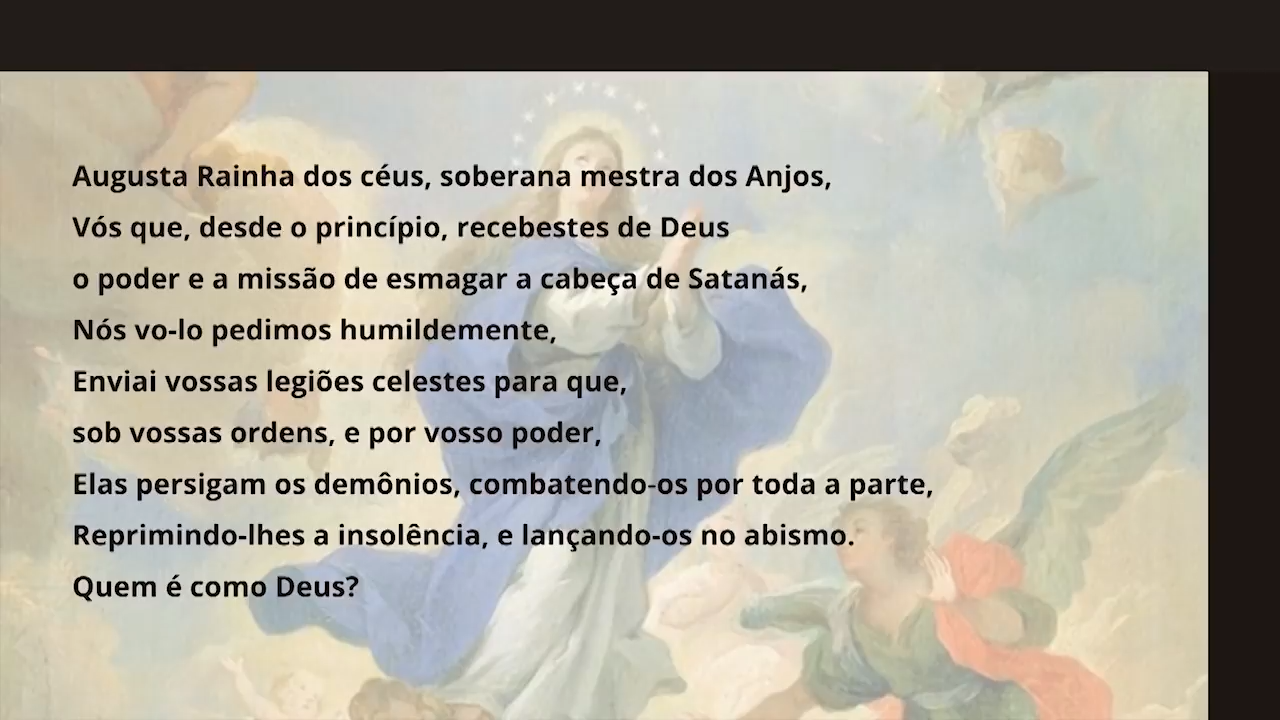 Augusta Rainha dos céus, soberana mestra dos Anjos,
Vós que, desde o princípio, recebestes de Deus
o poder e a missão de esmagar a cabeça de Satanás,
Nós vo-lo pedimos humildemente,
Enviai vossas legiões celestes para que,
sob vossas ordens, e por vosso poder,
Elas persigam os demônios, combatendo-os por toda a parte,
Reprimindo-lhes a insolência, e lançando-os no abismo.
Quem é como Deus?